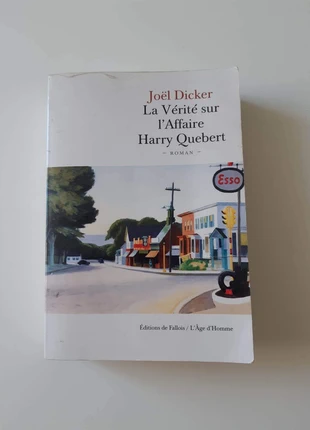 Joël Dicker
La Vérité sur
l'Affaire
Harry Quebert
ROMAN
Esso
Éditions de Fallois / L'Âge d'Homme